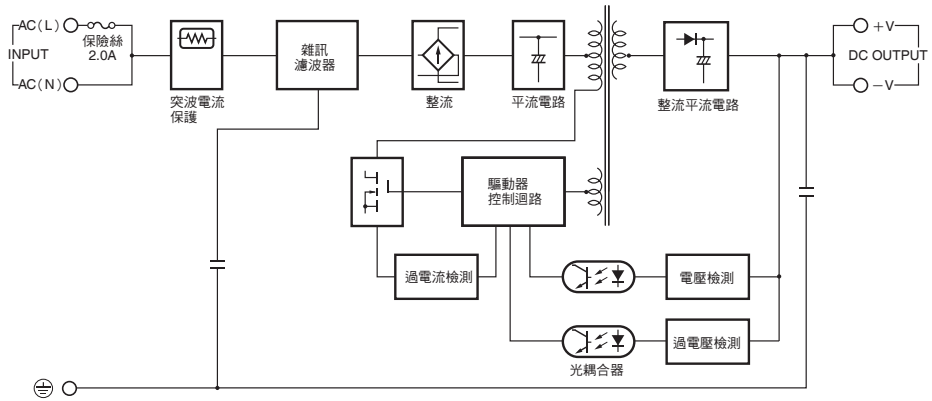 AC(L)
保險絲
2.0A
INPUT
AC(N)
突波電流
保護
雜訊
濾波器
整流
平流電路
整流平流電路
+V
DC OUTPUT
−V
驅動器
控制迴路
過電流檢測
電壓檢測
過電壓檢測
光耦合器